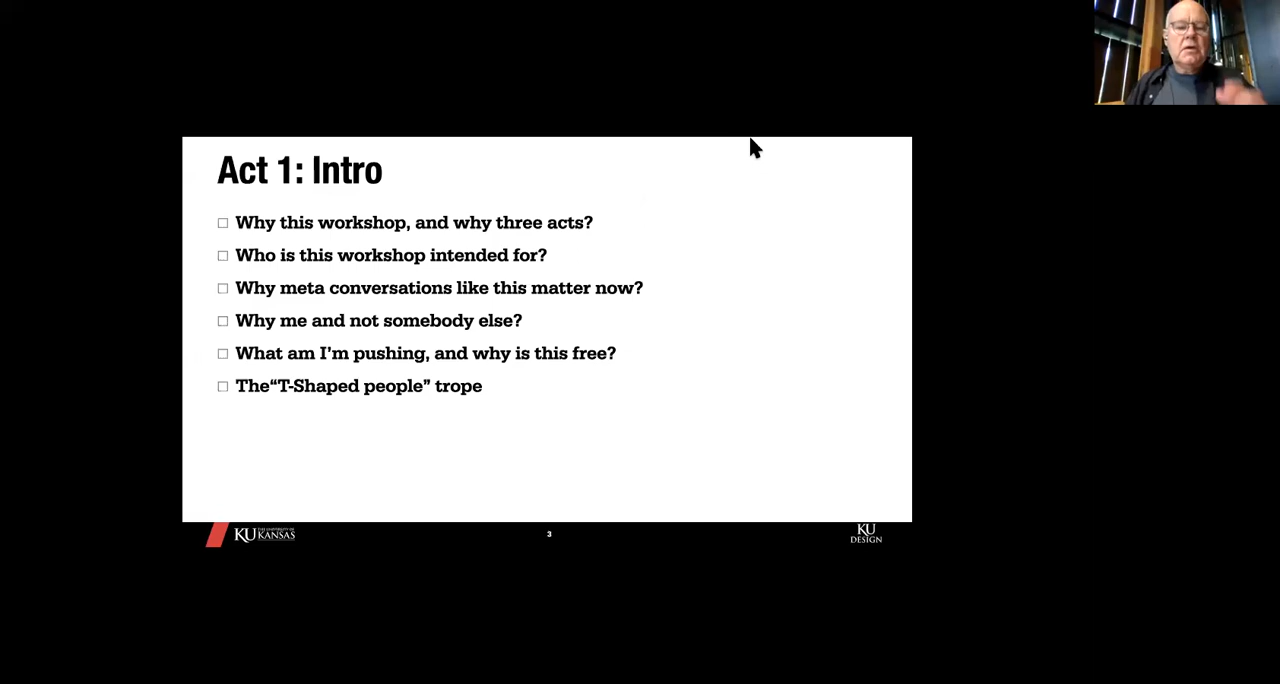 Act 1: Intro
Why this workshop, and why three acts?
Who is this workshop intended for?
Why meta conversations like this matter now?
Why me and not somebody else?
What am I’m pushing, and why is this free?
The“T-Shaped people” trope
KU THE UNIVERSITY OF KANSAS
3
KU
DESIGN